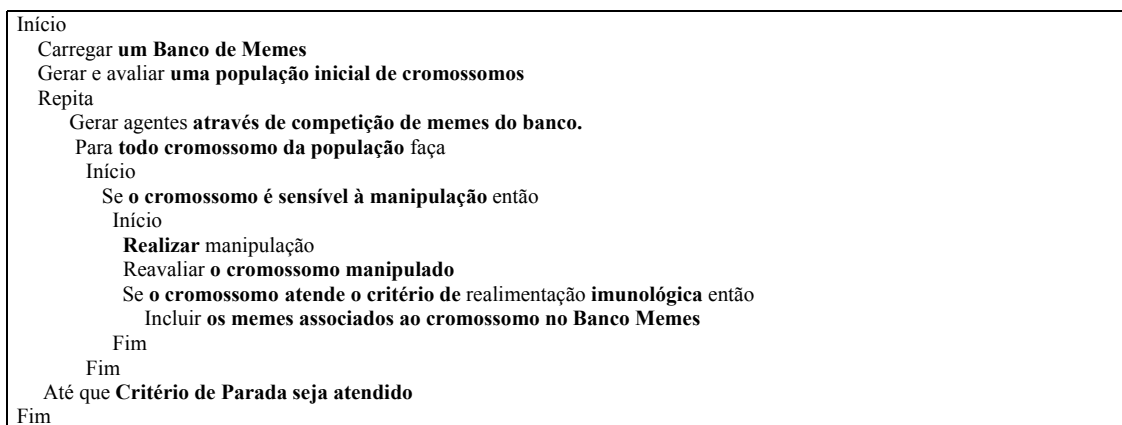 Início
Carregar um Banco de Memes
Gerar e avaliar uma população inicial de cromossomos
Repita
Gerar agentes através de competição de memes do banco.
Para todo cromossomo da população faça
Início
Se o cromossomo é sensível à manipulação então
Início
Realizar manipulação
Reavaliar o cromossomo manipulado
Se o cromossomo atende o critério de realimentação imunológica então
Incluir os memes associados ao cromossomo no Banco Memes
Fim
Fim
Até que Critério de Parada seja atendido
Fim